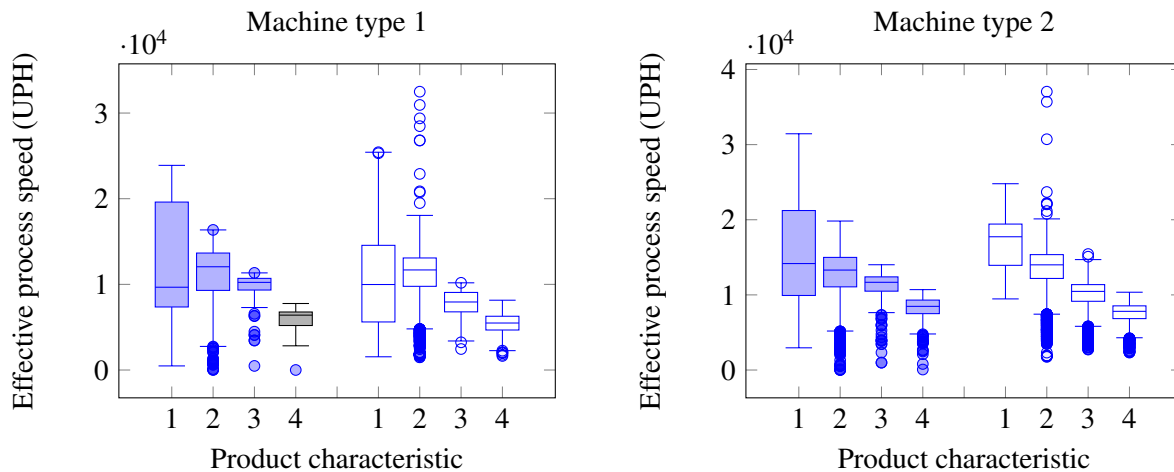 Machine type 1
·10^4
Effective process speed (UPH)
3
2
1
0
1 2 3 4 1 2 3 4
Product characteristic
Machine type 2
·10^4
Effective process speed (UPH)
4
3
2
1
0
1 2 3 4 1 2 3 4
Product characteristic